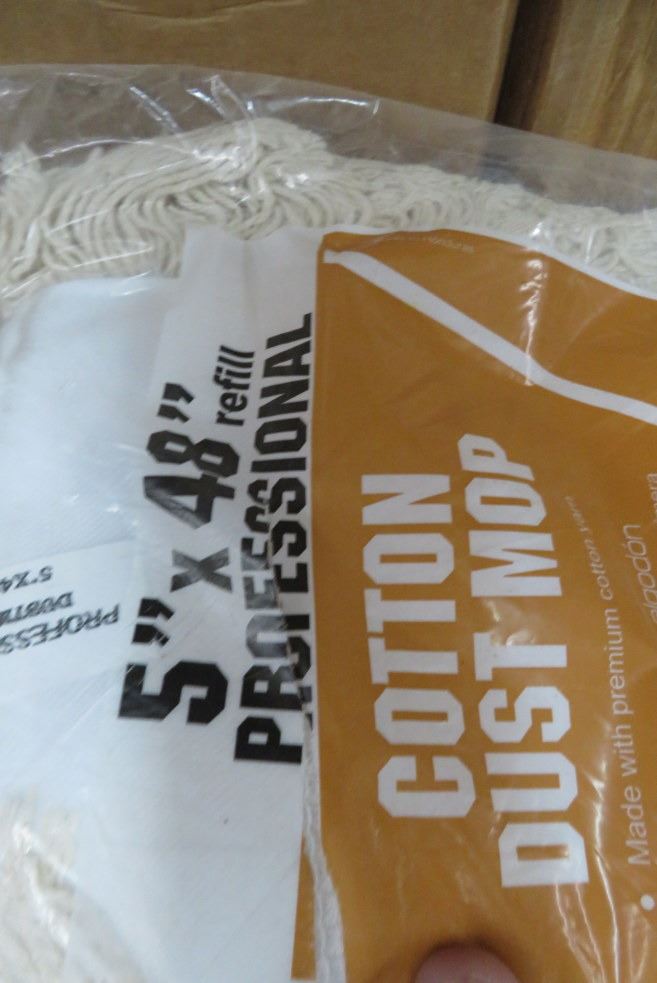 5" x 48"
refill
PROFESSIONAL
COTTON
DUST MOP
• Made with premium cotton yarn
algodón
PROFESS
DUST
5"X4